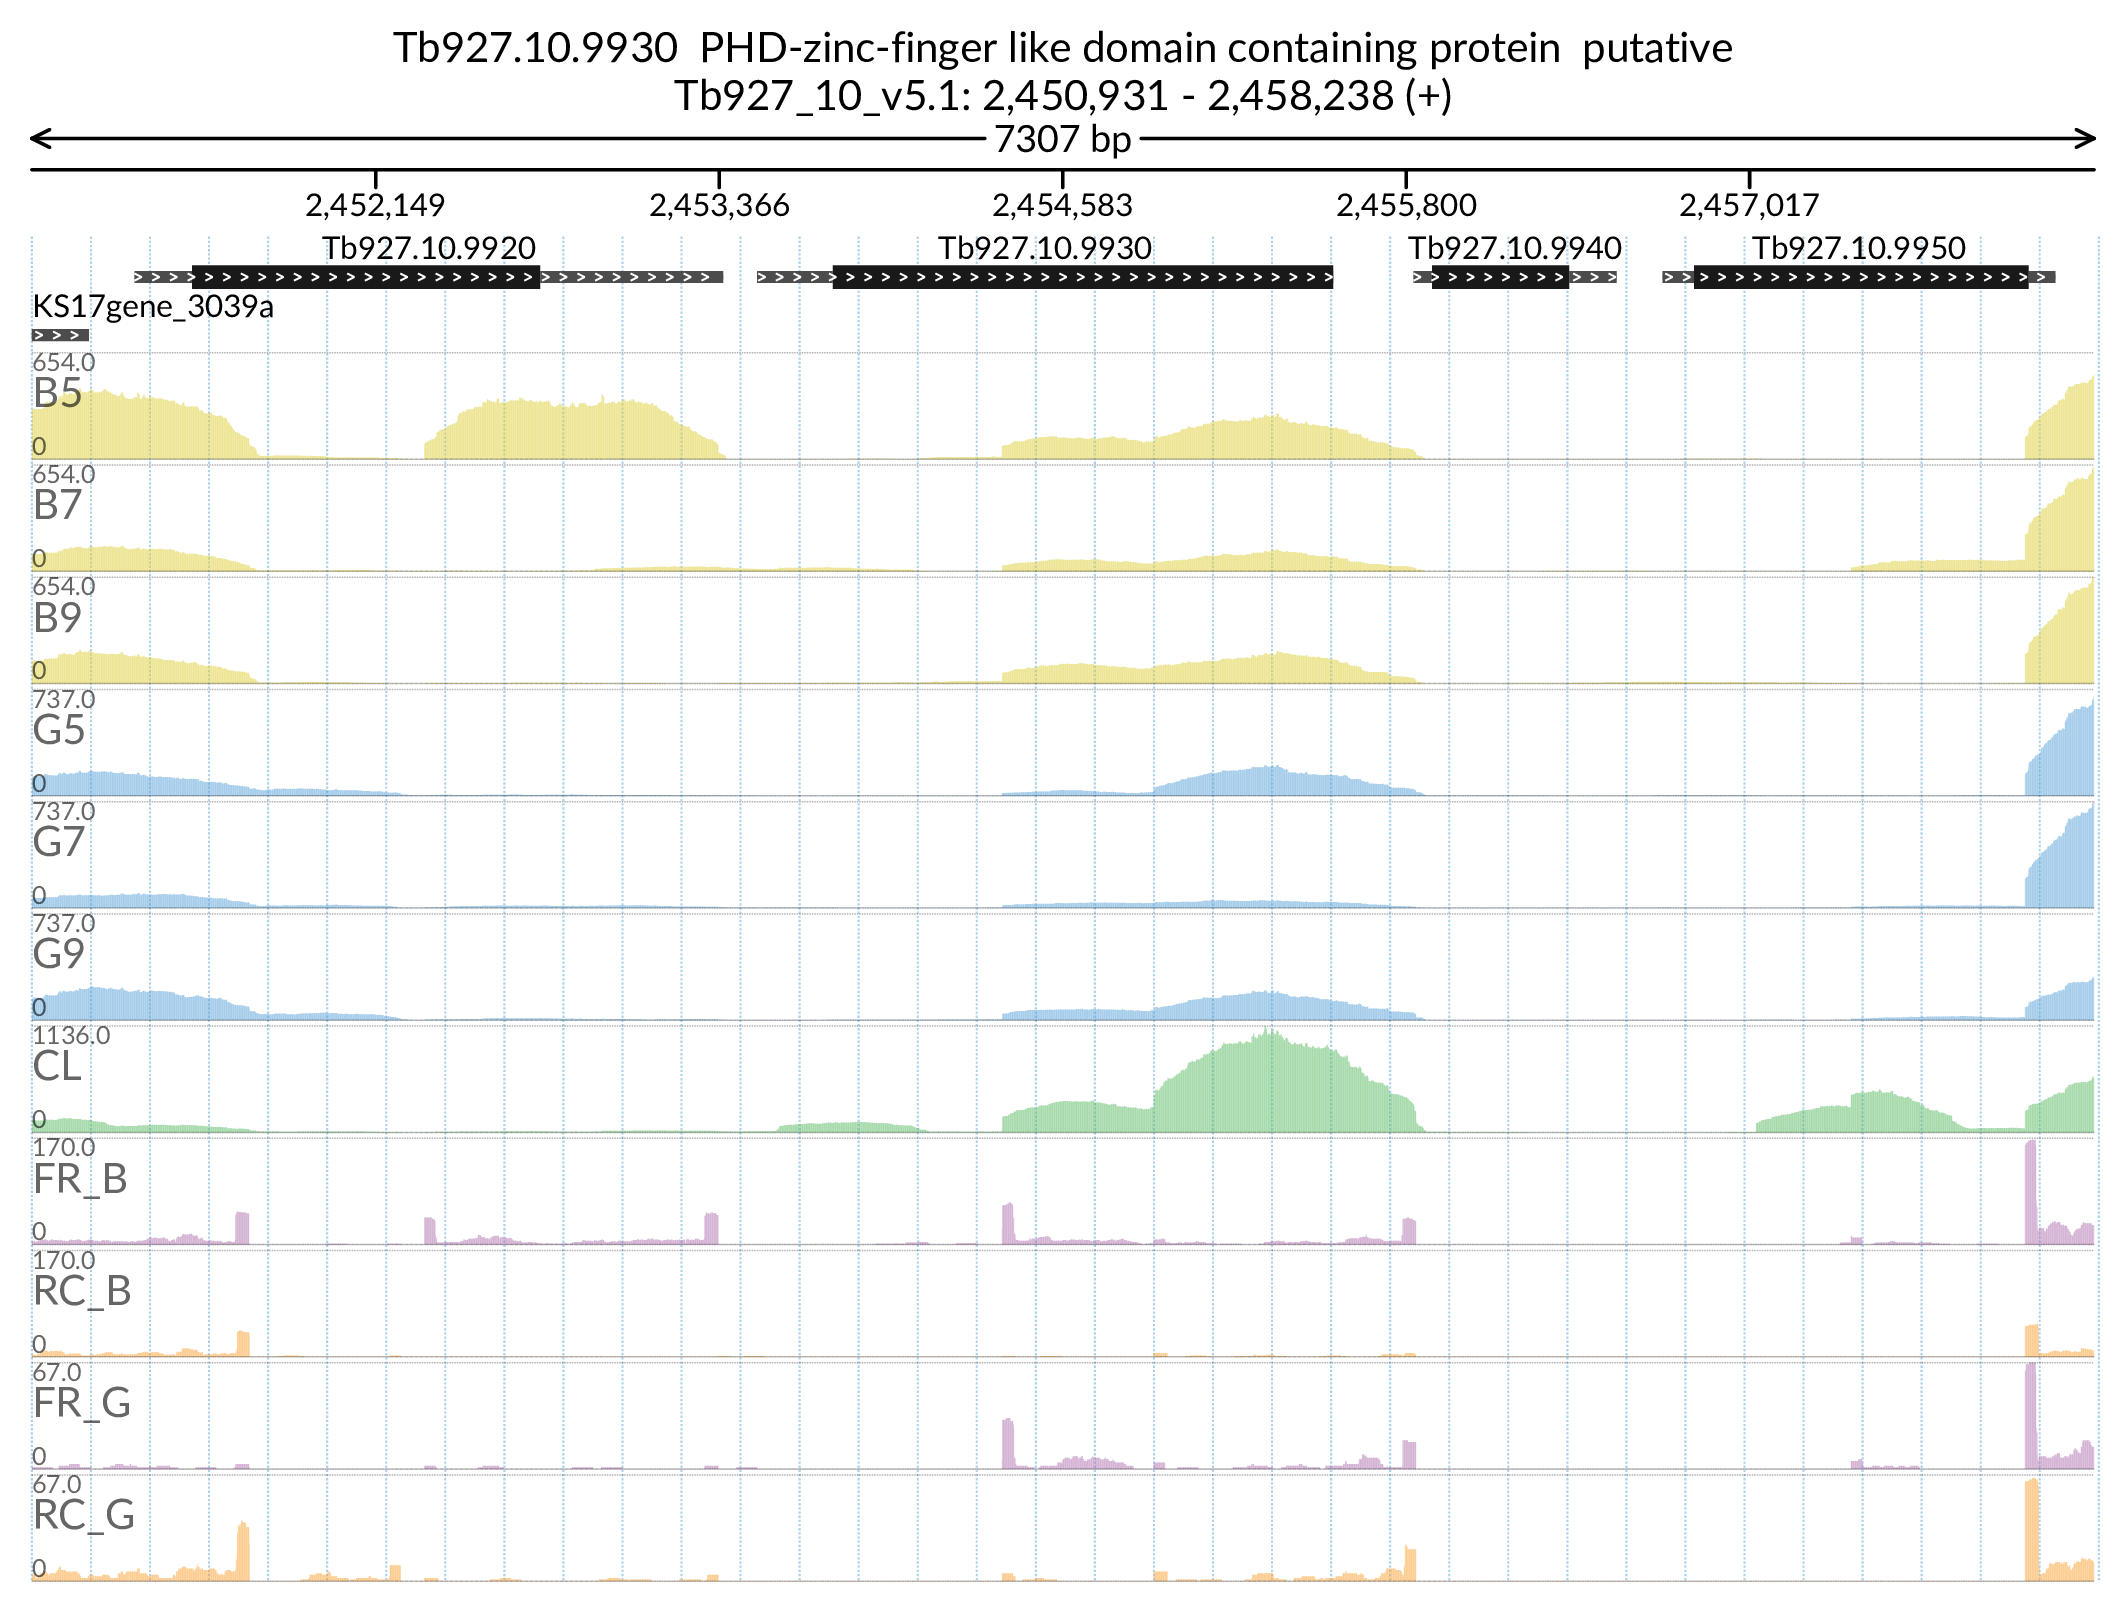 Tb927.10.9930  PHD-zinc-finger like domain containing protein  putative
Tb927_10_v5.1: 2,450,931 - 2,458,238 (+)
7307 bp
2,452,149 2,453,366 2,454,583 2,455,800 2,457,017
Tb927.10.9920 Tb927.10.9930 Tb927.10.9940 Tb927.10.9950
KS17gene_3039a
654.0
B5
0
654.0
B7
0
654.0
B9
0
737.0
G5
0
737.0
G7
0
737.0
G9
0
1136.0
CL
0
170.0
FR_B
0
170.0
RC_B
0
67.0
FR_G
0
67.0
RC_G
0